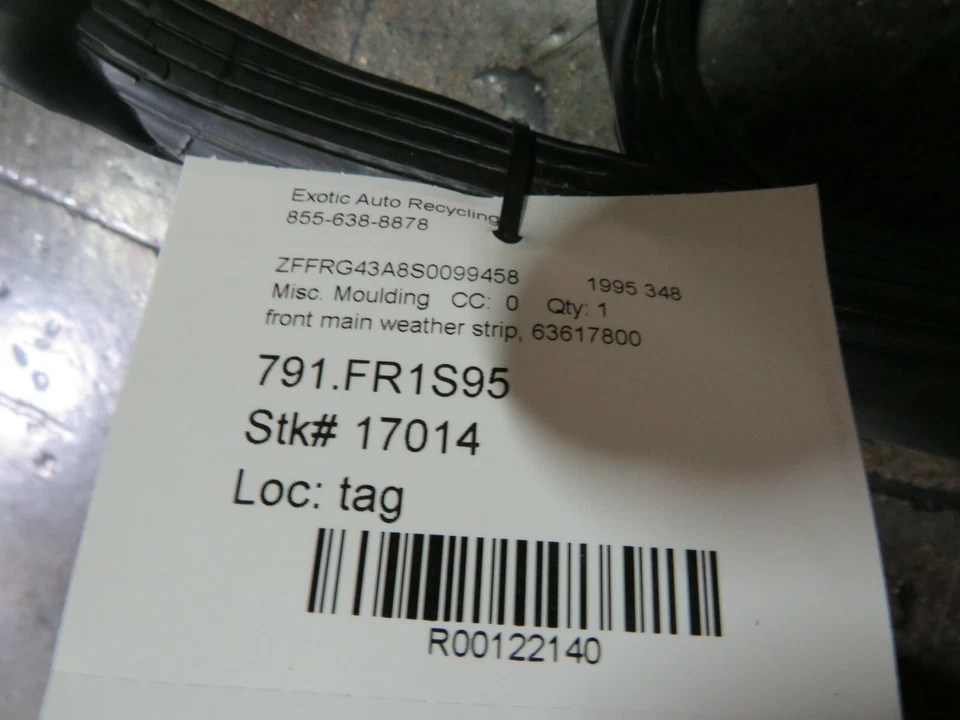 Exotic Auto Recycling
855-638-8878
ZFFRG43A8S0099458 1995 348
Misc. Moulding CC: 0 Qty: 1
front main weather strip, 63617800
791.FR1S95
Stk# 17014
Loc: tag
R00122140